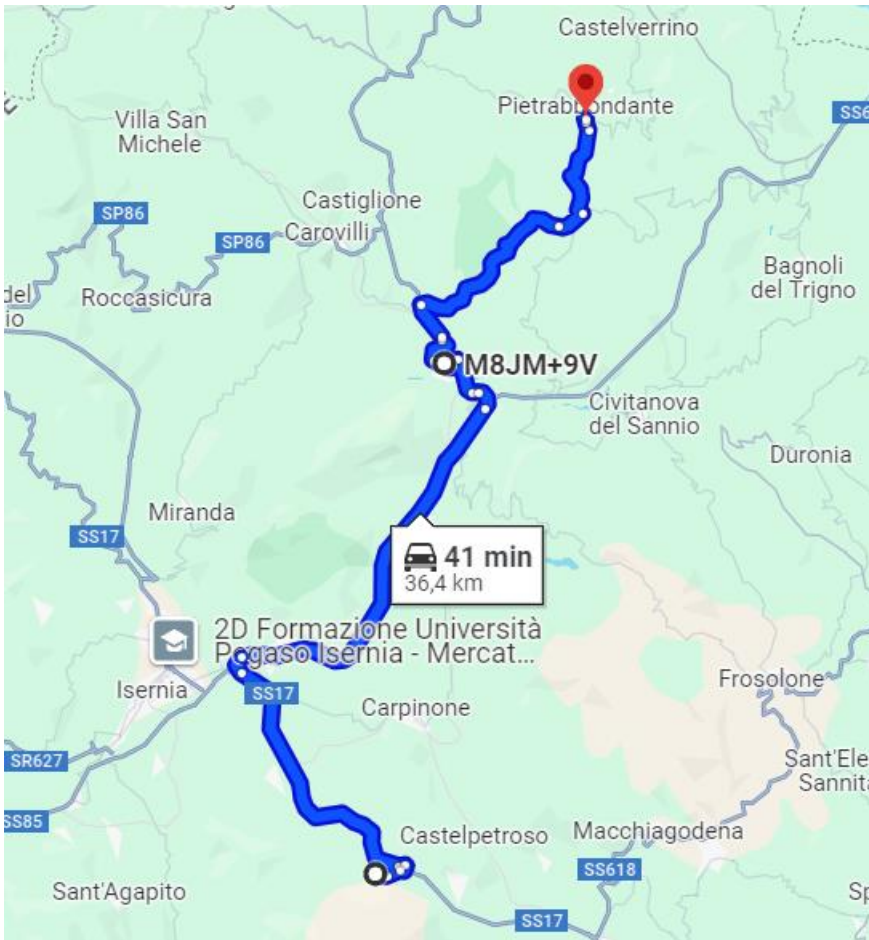 Castelverrino
Pietrabbondante
Villa San
Michele
SS6
Castiglione
SP86
Carovilli
SP86
Bagnoli
del Trigno
del
io
Roccasicura
M8JM+9V
Civitanova
del Sannio
Duronia
Miranda
SS17
41 min
36,4 km
2D Formazione Università
Pegaso Isernia - Mercat...
Isernia
SS17
Frosolone
Carpinone
SR627
Sant'Ele
Sannita
SS85
Castelpetroso
Macchiagodena
SS618
Sant'Agapito
Sp
SS17